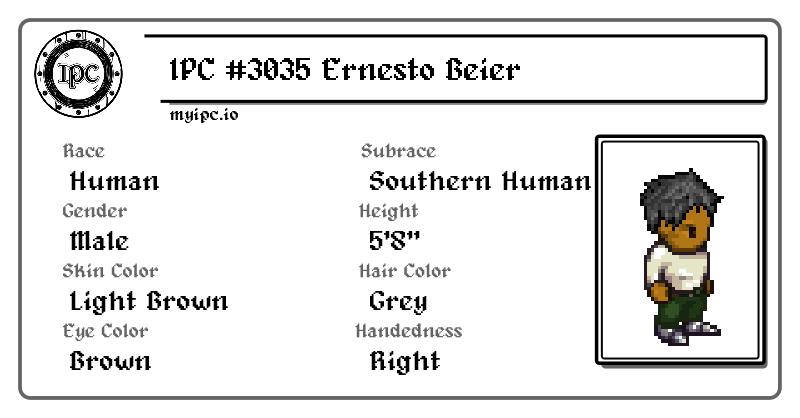 IPC
IPC #3035 Ernesto Beier
myipc.io
Race
Subrace
Human
Southern Human
Gender
Height
Male
5'8"
Skin Color
Hair Color
Light Brown
Grey
Eye Color
Handedness
Brown
Right